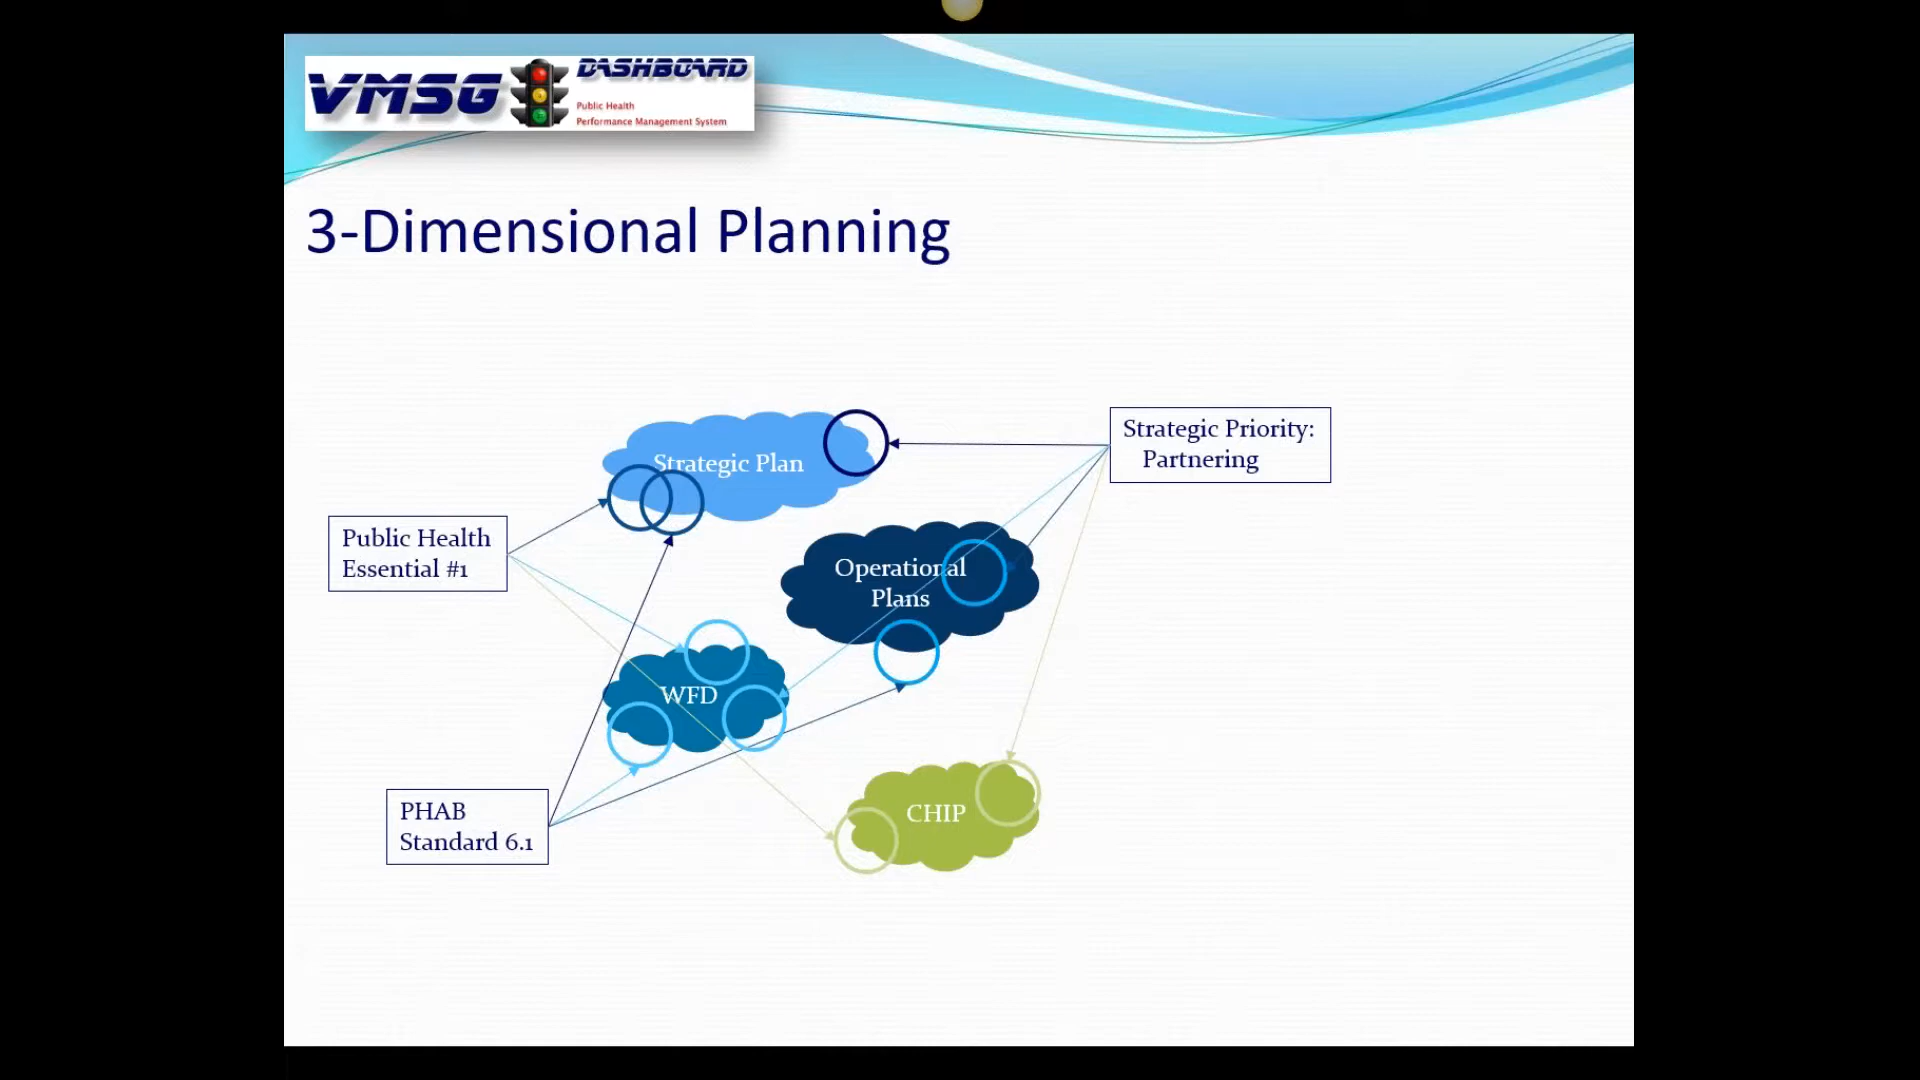 VMSG
DASHBOARD
Public Health
Performance Management System
3-Dimensional Planning
Strategic Plan
Strategic Priority:
Partnering
Public Health
Essential #1
Operational
Plans
WFD
PHAB
Standard 6.1
CHIP